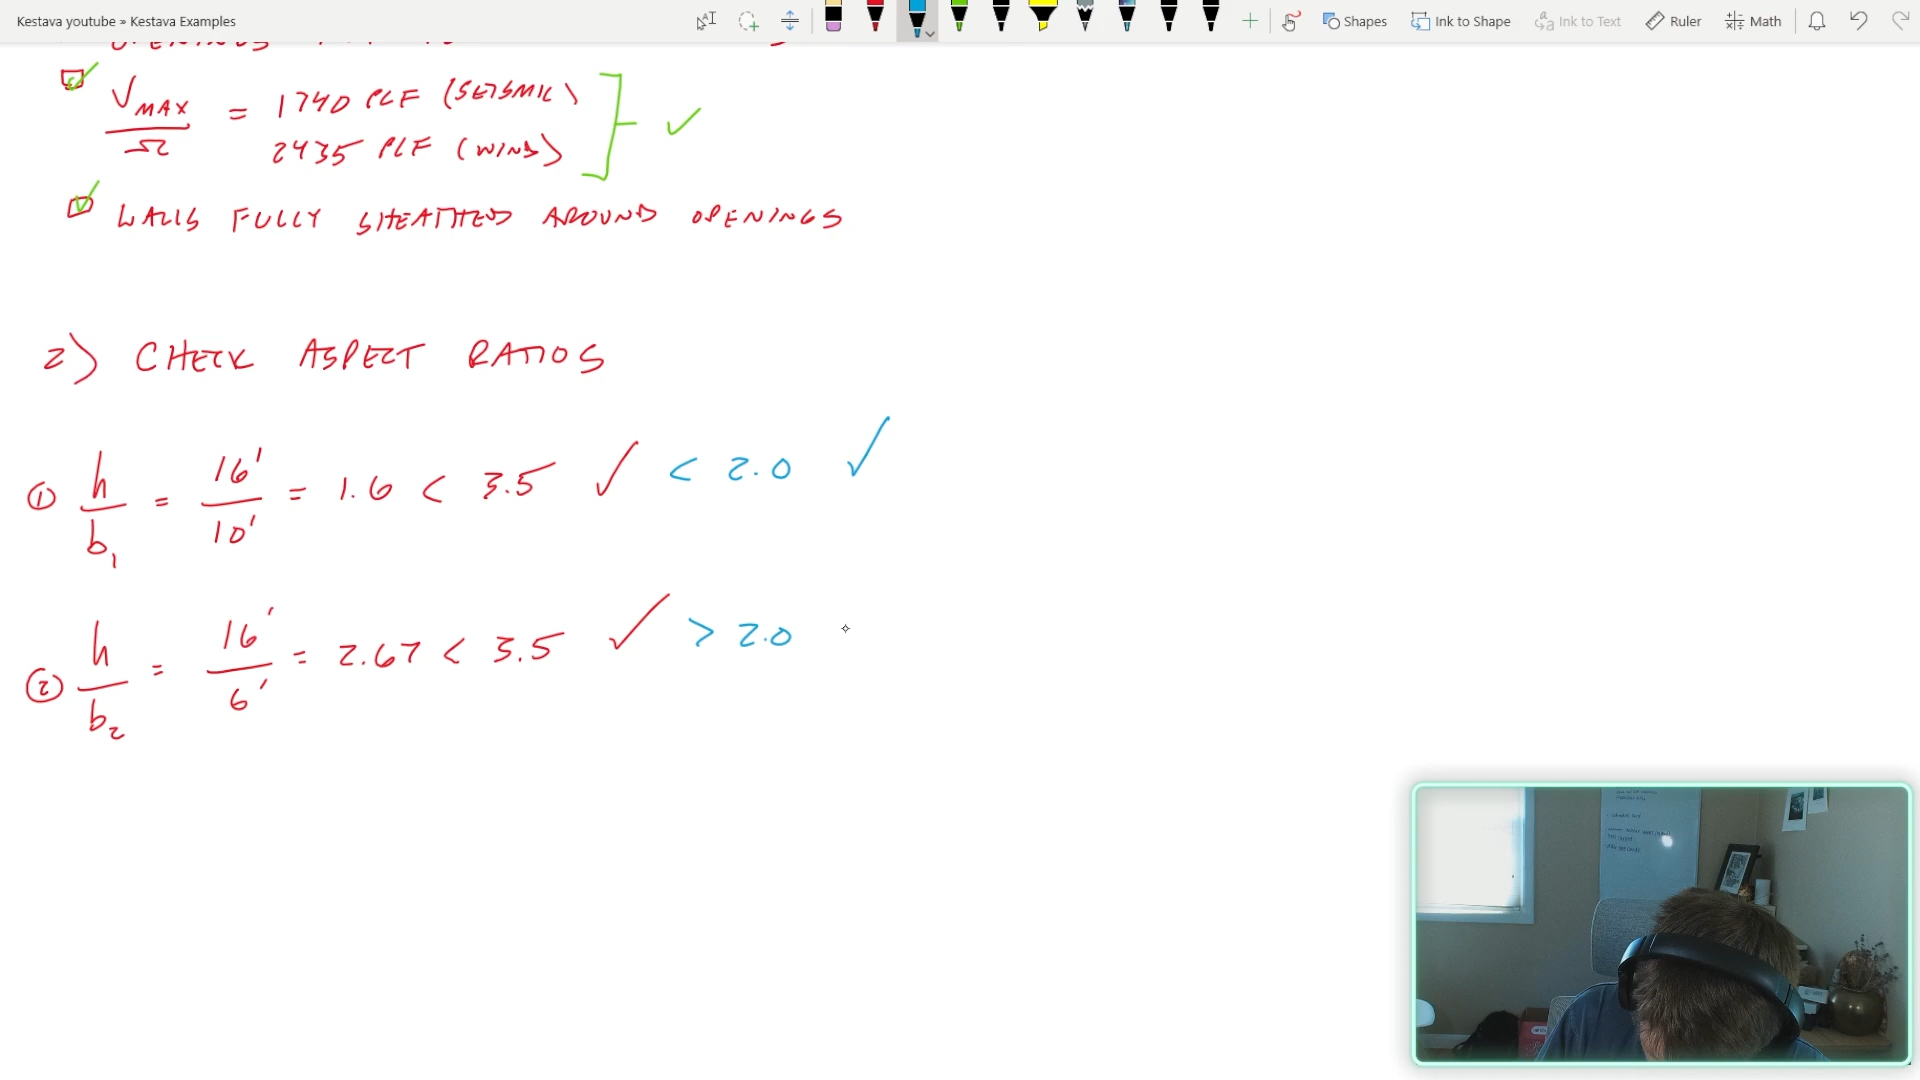 Kestava youtube » Kestava Examples
Shapes Ink to Shape Ink to Text Ruler Math
OPENINGS
VMAX / Ω = 1740 PLF (SEISMIC)
2435 PLF (WIND)
WALLS FULLY SHEATHED AROUND OPENINGS
2) CHECK ASPECT RATIOS
① h/b₁ = 16'/10' = 1.6 < 3.5 ✓ < 2.0 ✓
② h/b₂ = 16'/6' = 2.67 < 3.5 ✓ > 2.0